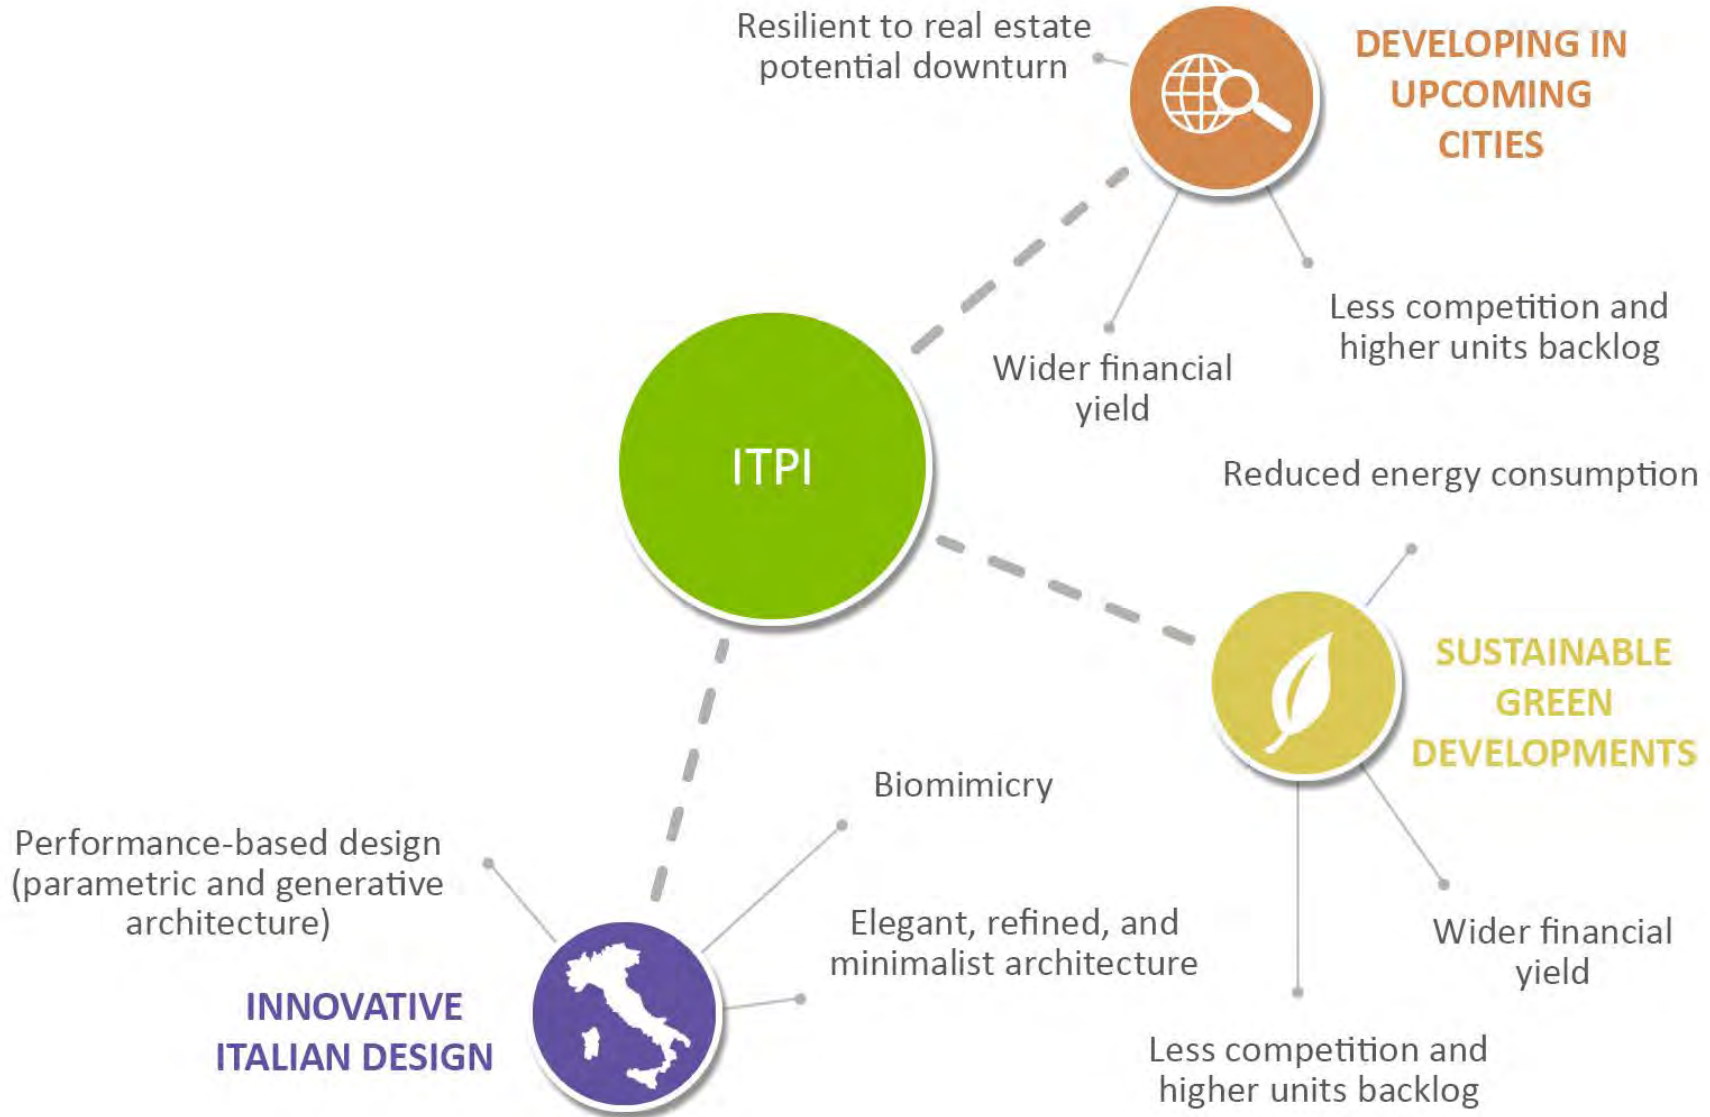 Resilient to real estate
potential downturn
DEVELOPING IN
UPCOMING
CITIES
Less competition and
higher units backlog
Wider financial
yield
ITPI
Reduced energy consumption
SUSTAINABLE
GREEN
DEVELOPMENTS
Biomimicry
Performance-based design
(parametric and generative
architecture)
Elegant, refined, and
minimalist architecture
Wider financial
yield
INNOVATIVE
ITALIAN DESIGN
Less competition and
higher units backlog